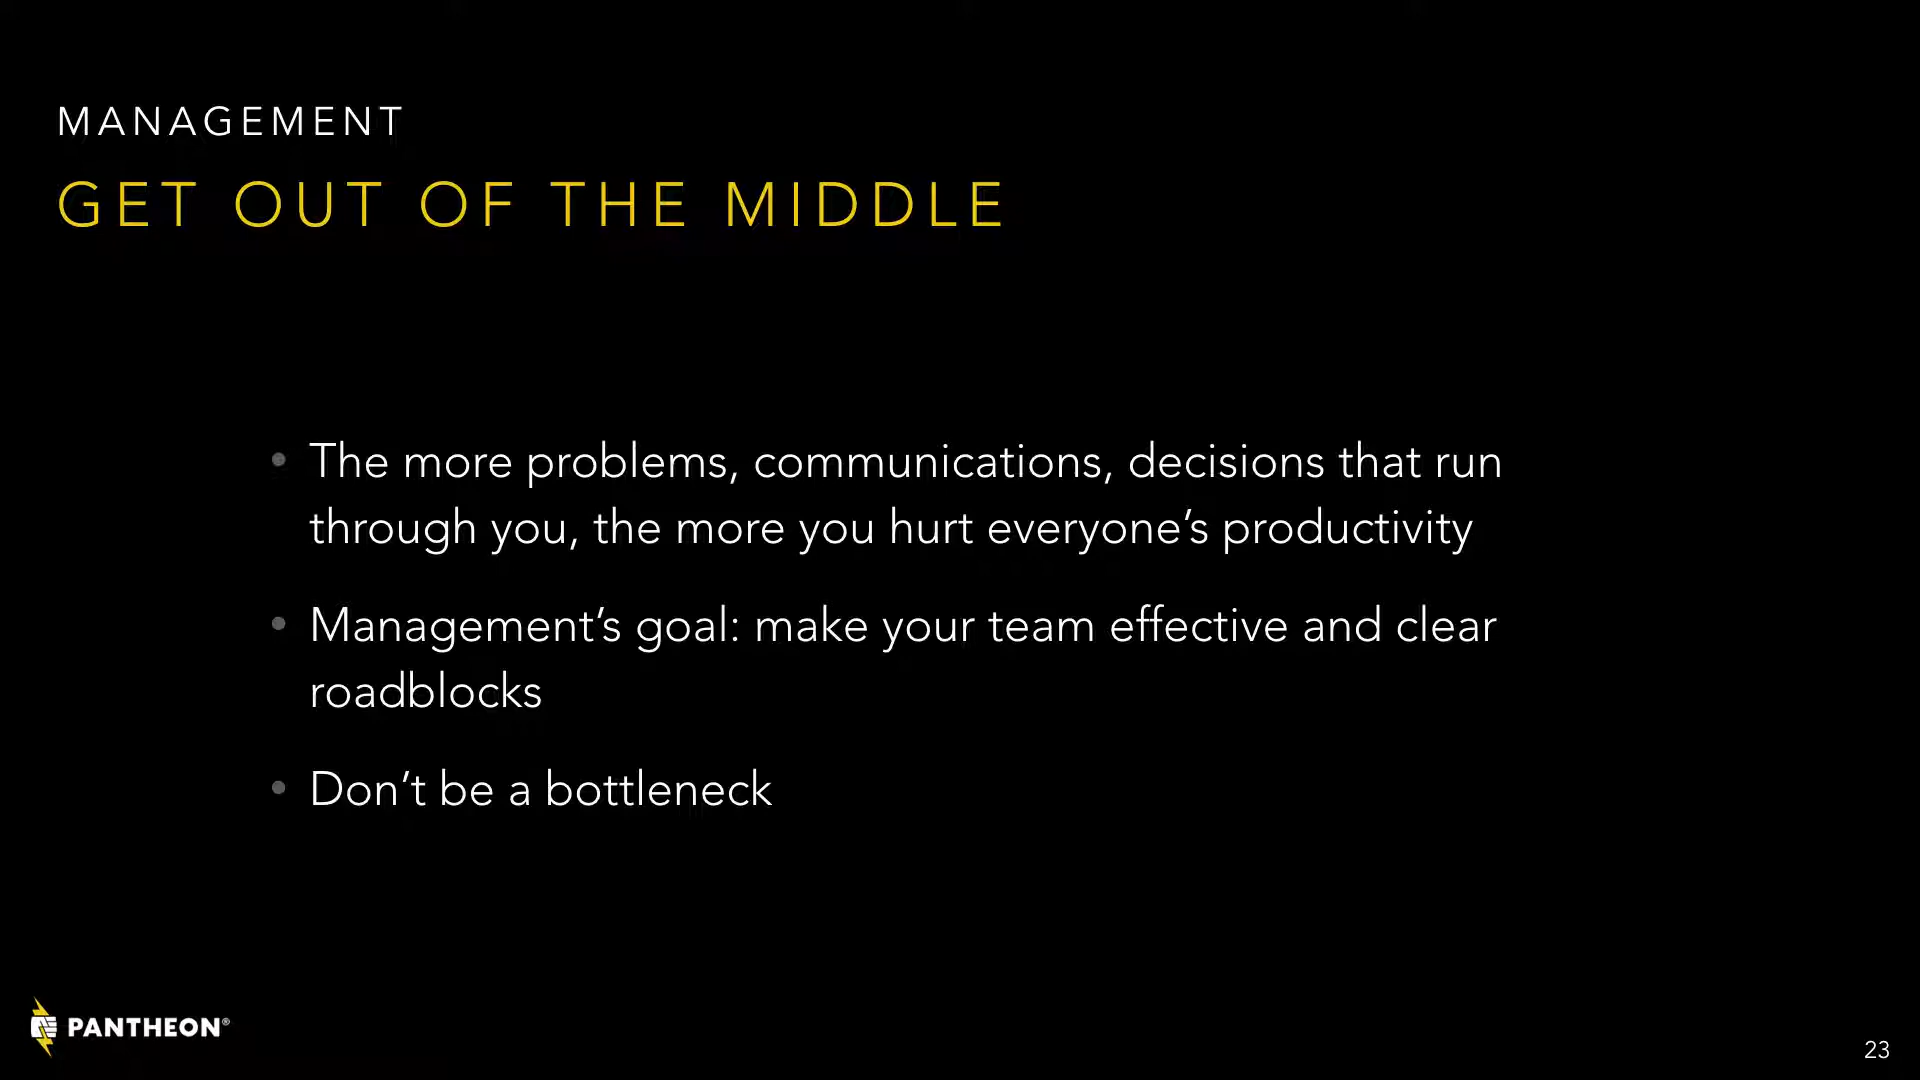 MANAGEMENT
GET OUT OF THE MIDDLE
• The more problems, communications, decisions that run
through you, the more you hurt everyone’s productivity
• Management’s goal: make your team effective and clear
roadblocks
• Don’t be a bottleneck
PANTHEON®
23